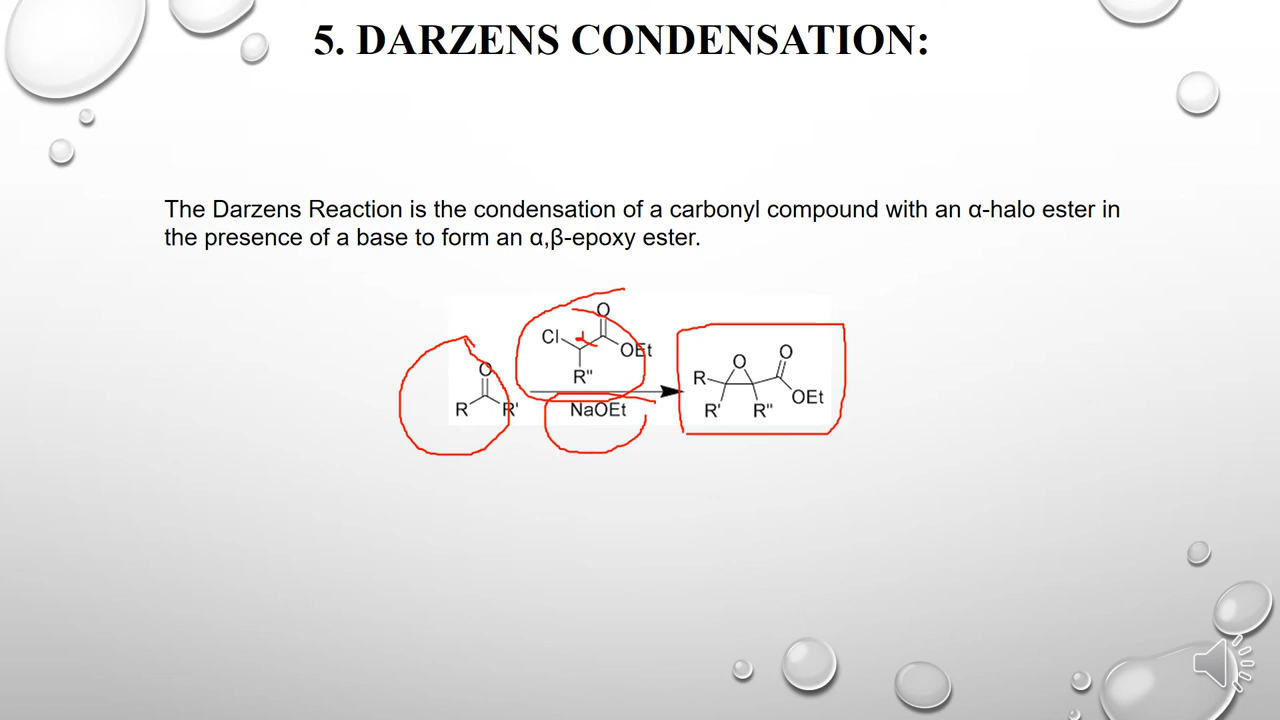 5. DARZENS CONDENSATION:
The Darzens Reaction is the condensation of a carbonyl compound with an α-halo ester in
the presence of a base to form an α,β-epoxy ester.
O
R R'
Cl O
OEt
R"
NaOEt
O O
R
OEt
R' R"